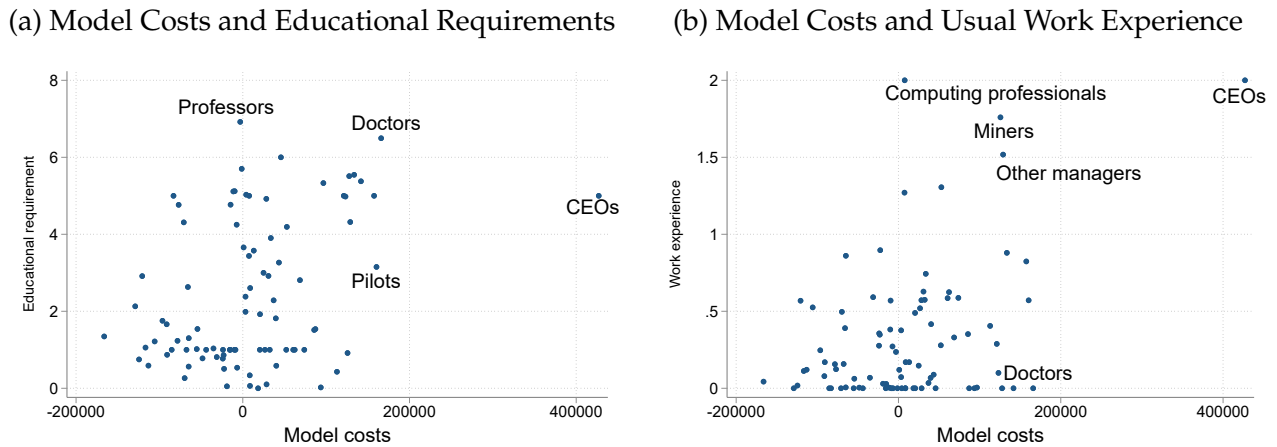 (a) Model Costs and Educational Requirements
8
6
4
2
0
Educational requirement
Professors
Doctors
CEOs
Pilots
-200000
0
200000
400000
Model costs
(b) Model Costs and Usual Work Experience
2
1.5
1
.5
0
Work experience
Computing professionals
CEOs
Miners
Other managers
Doctors
-200000
0
200000
400000
Model costs